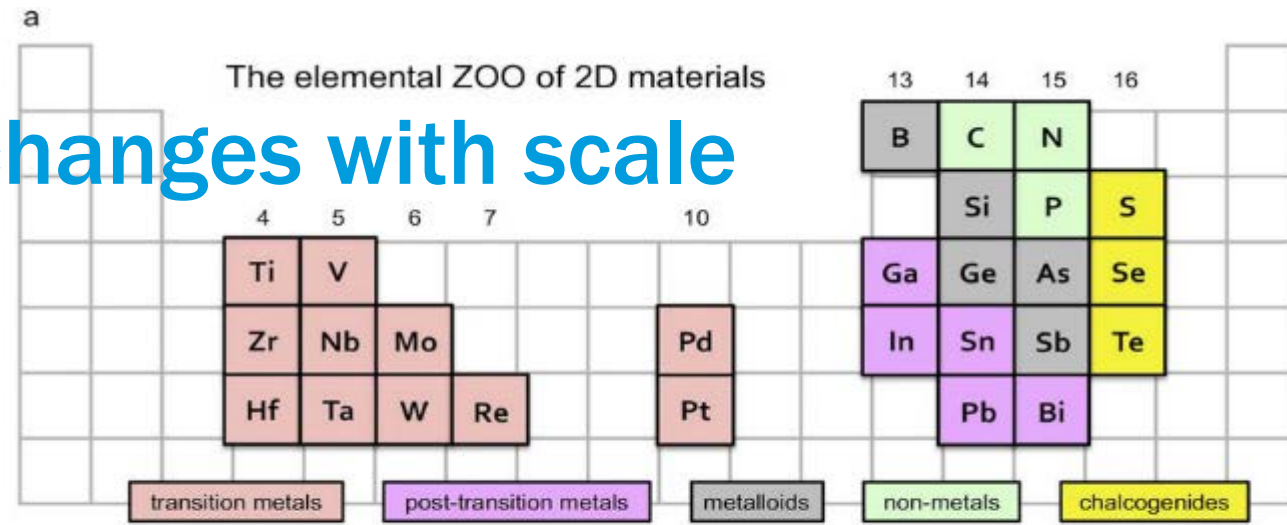 a
The elemental ZOO of 2D materials
13 14 15 16
hanges with scale
B C N
4 5 6 7 10
Si P S
Ti V Ga Ge As Se
Zr Nb Mo Pd In Sn Sb Te
Hf Ta W Re Pt Pb Bi
transition metals post-transition metals metalloids non-metals chalcogenides